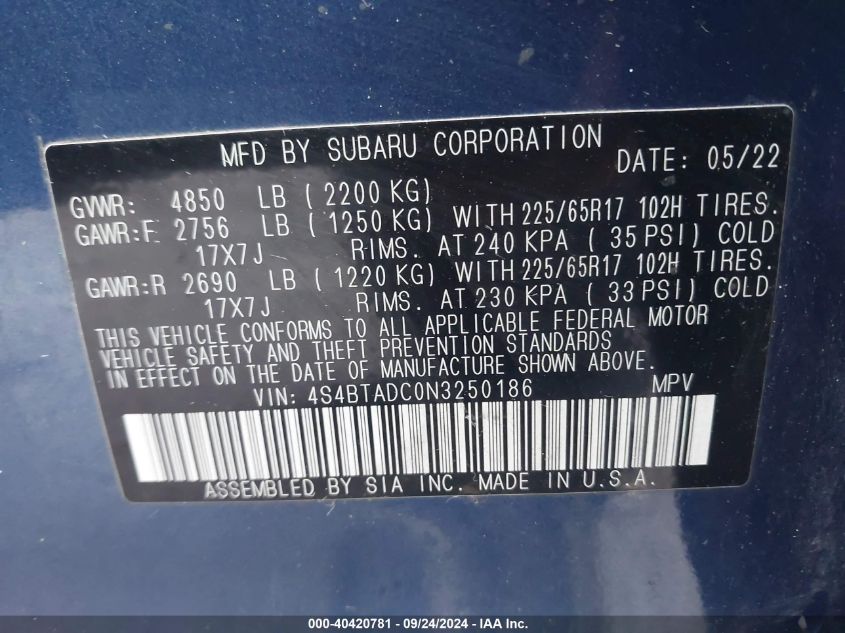 MFD BY SUBARU CORPORATION DATE: 05/22
GVWR: 4850 LB ( 2200 KG)
GAWR:F 2756 LB ( 1250 KG) WITH 225/65R17 102H TIRES.
17X7J RIMS. AT 240 KPA ( 35 PSI) COLD
GAWR:R 2690 LB ( 1220 KG) WITH 225/65R17 102H TIRES.
17X7J RIMS. AT 230 KPA ( 33 PSI) COLD
THIS VEHICLE CONFORMS TO ALL APPLICABLE FEDERAL MOTOR
VEHICLE SAFETY AND THEFT PREVENTION STANDARDS
IN EFFECT ON THE DATE OF MANUFACTURE SHOWN ABOVE.
VIN: 4S4BTADC0N3250186 MPV
ASSEMBLED BY SIA INC. MADE IN U.S.A.
000-40420781 - 09/24/2024 - IAA, Inc.